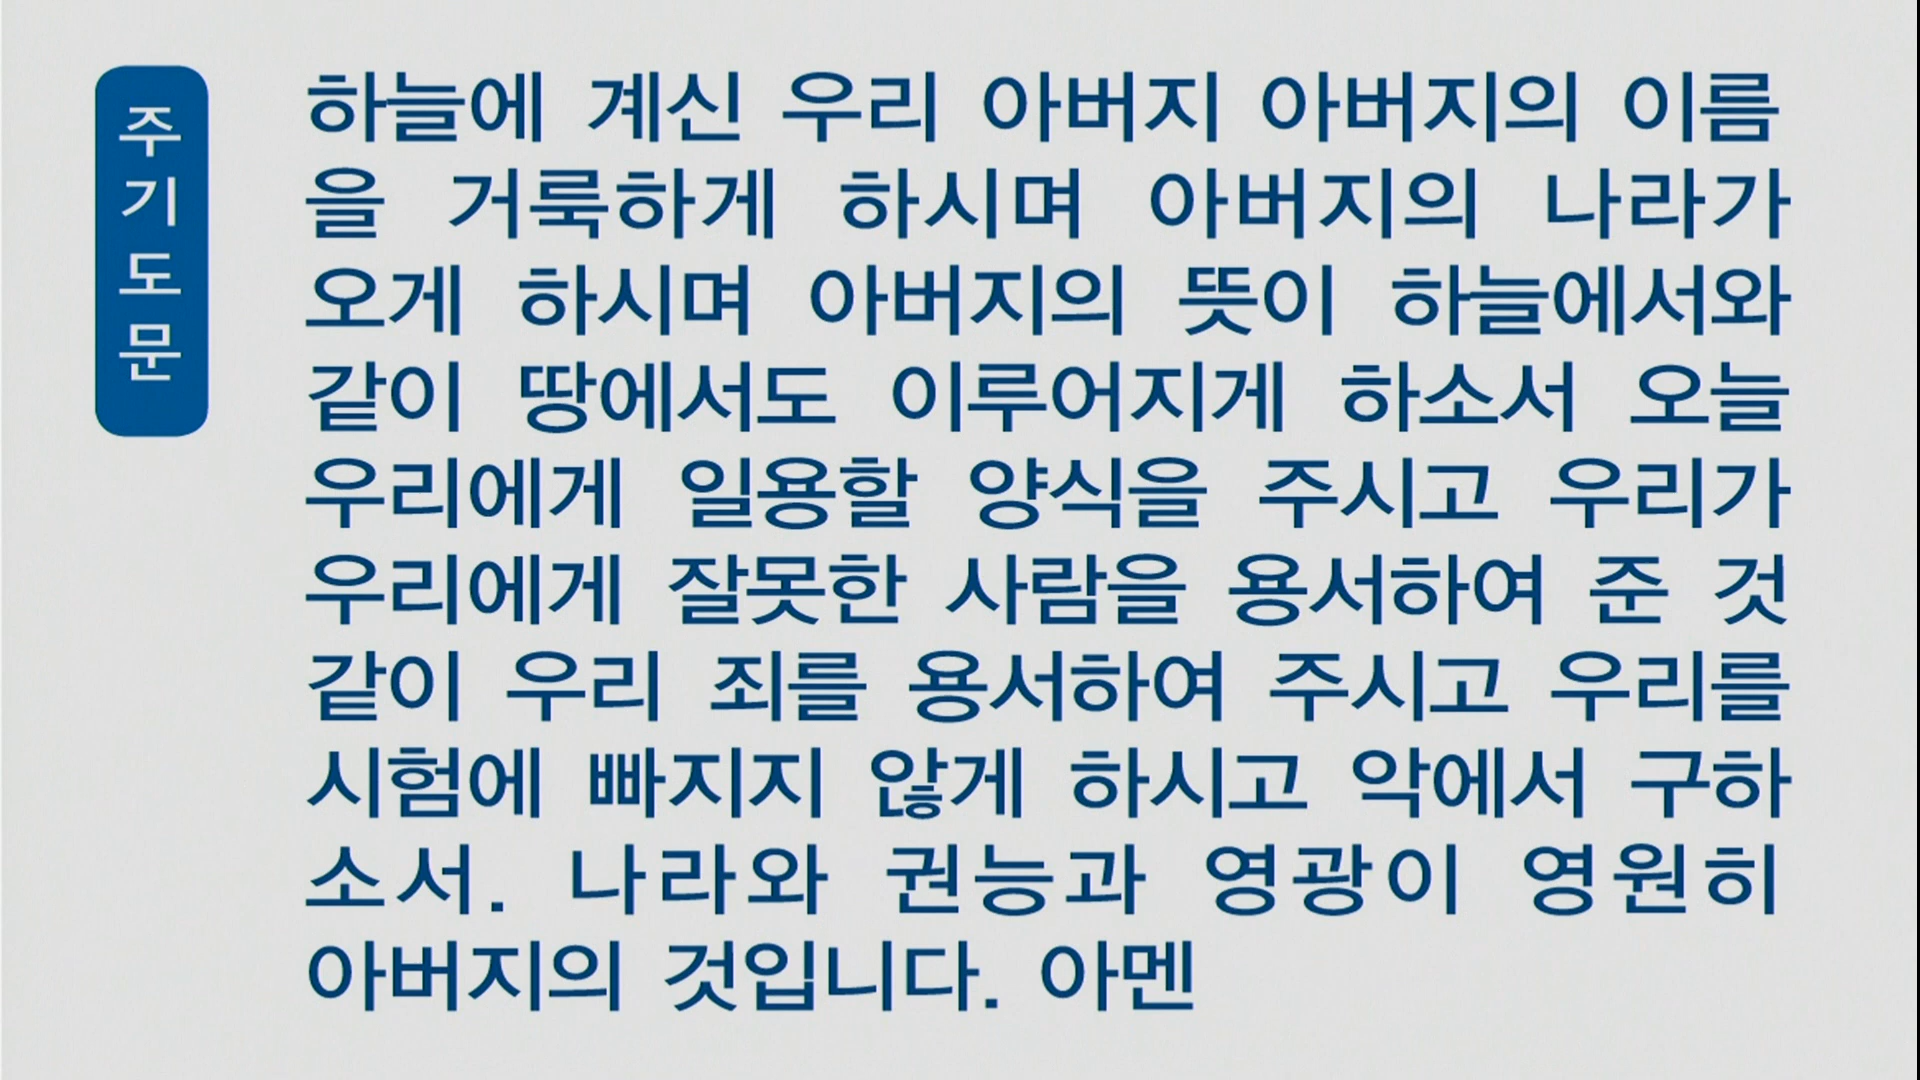 주기도문
하늘에 계신 우리 아버지 아버지의 이름
을 거룩하게 하시며 아버지의 나라가
오게 하시며 아버지의 뜻이 하늘에서와
같이 땅에서도 이루어지게 하소서 오늘
우리에게 일용할 양식을 주시고 우리가
우리에게 잘못한 사람을 용서하여 준 것
같이 우리 죄를 용서하여 주시고 우리를
시험에 빠지지 않게 하시고 악에서 구하
소서. 나라와 권능과 영광이 영원히
아버지의 것입니다. 아멘